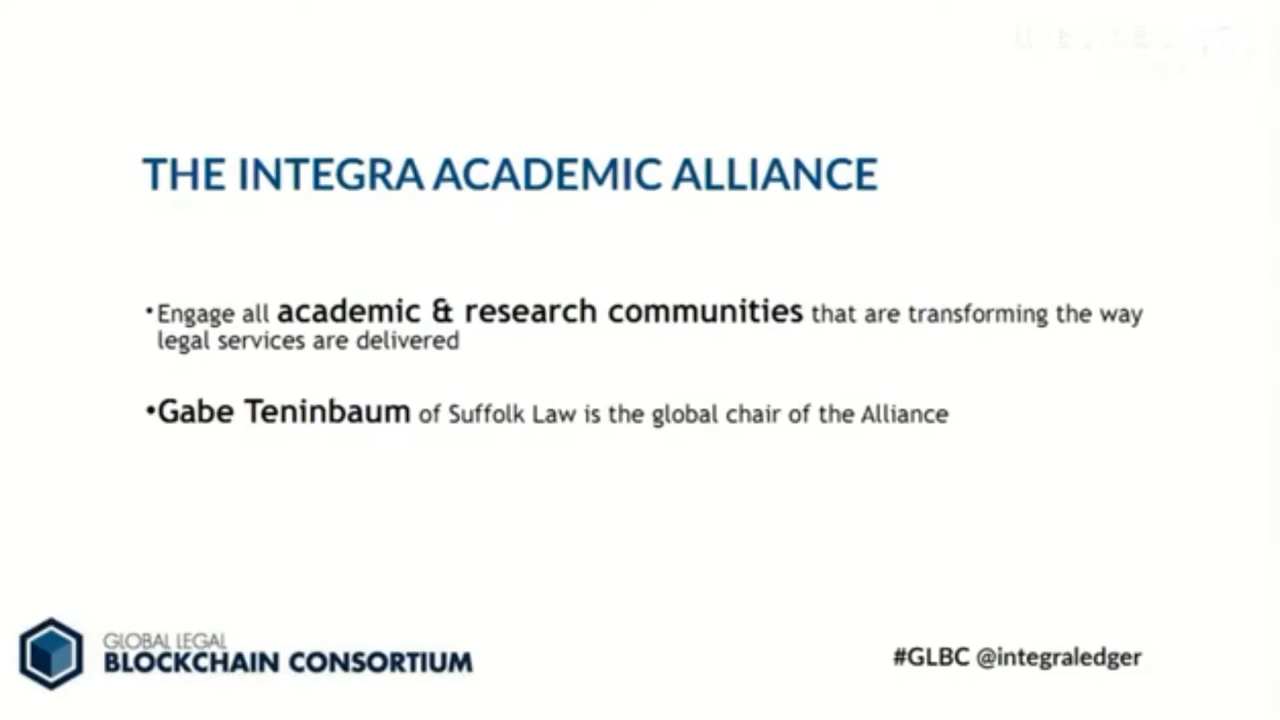 THE INTEGRA ACADEMIC ALLIANCE
•Engage all academic & research communities that are transforming the way
legal services are delivered
•Gabe Teninbaum of Suffolk Law is the global chair of the Alliance
GLOBAL LEGAL
BLOCKCHAIN CONSORTIUM
#GLBC @integraledger